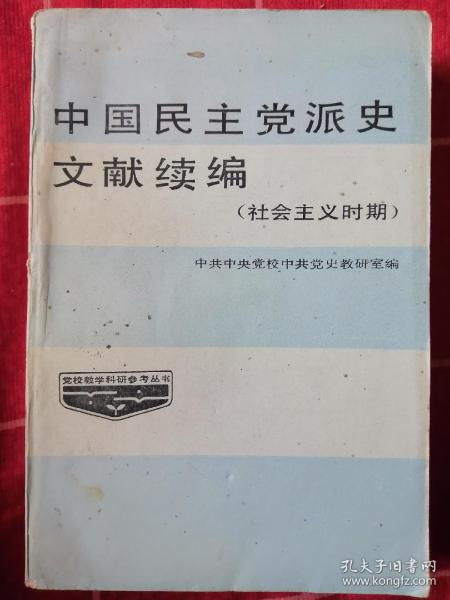 中国民主党派史
文献续编
（社会主义时期）
中共中央党校中共党史教研室编
党校教学科研参考丛书
孔夫子旧书网
www.kongfz.com